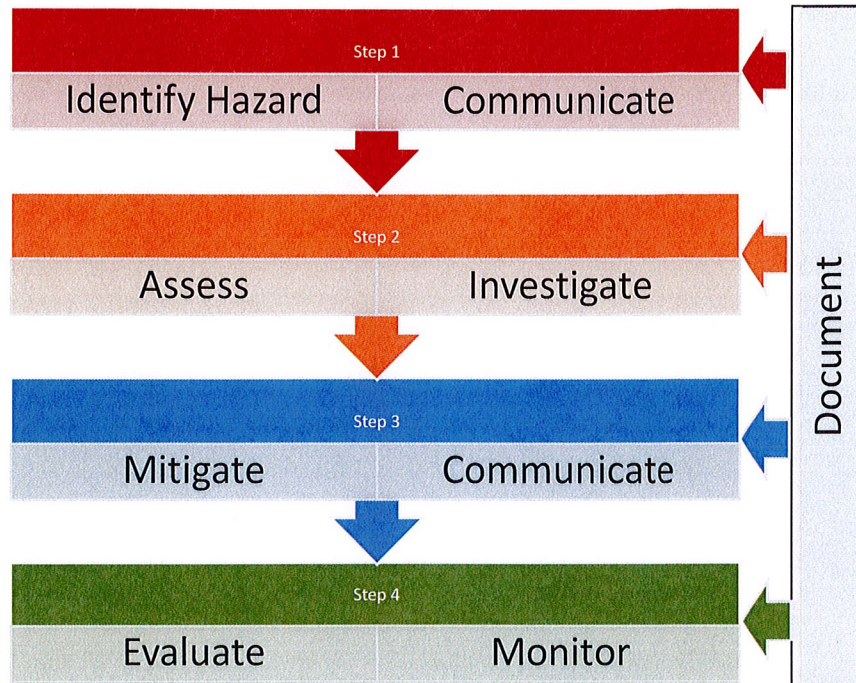 Step 1
Identify Hazard
Communicate
Step 2
Assess
Investigate
Step 3
Mitigate
Communicate
Step 4
Evaluate
Monitor
Document